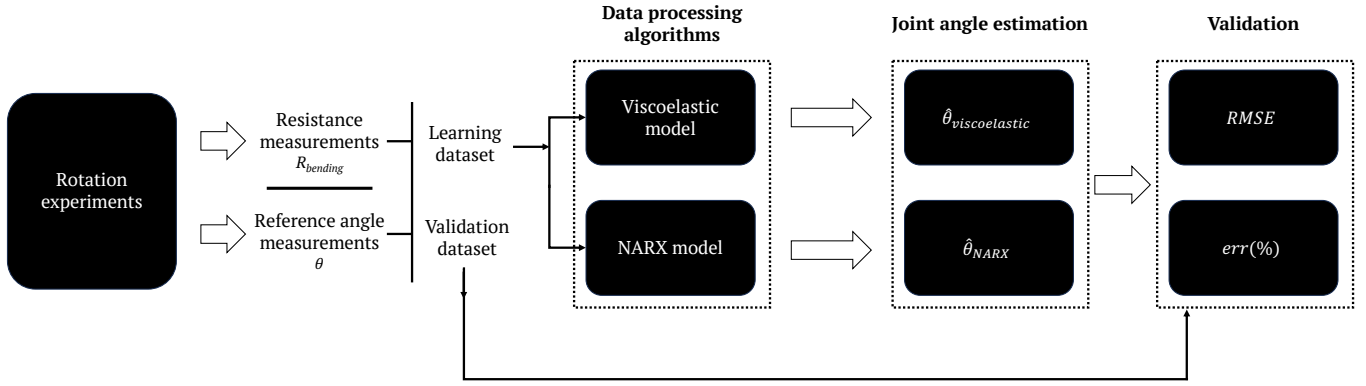 Data processing
algorithms
Joint angle estimation
Validation
Rotation
experiments
Resistance
measurements
R_bending
Reference angle
measurements
θ
Learning
dataset
Validation
dataset
Viscoelastic
model
NARX model
θ̂_viscoelastic
θ̂_NARX
RMSE
err(%)